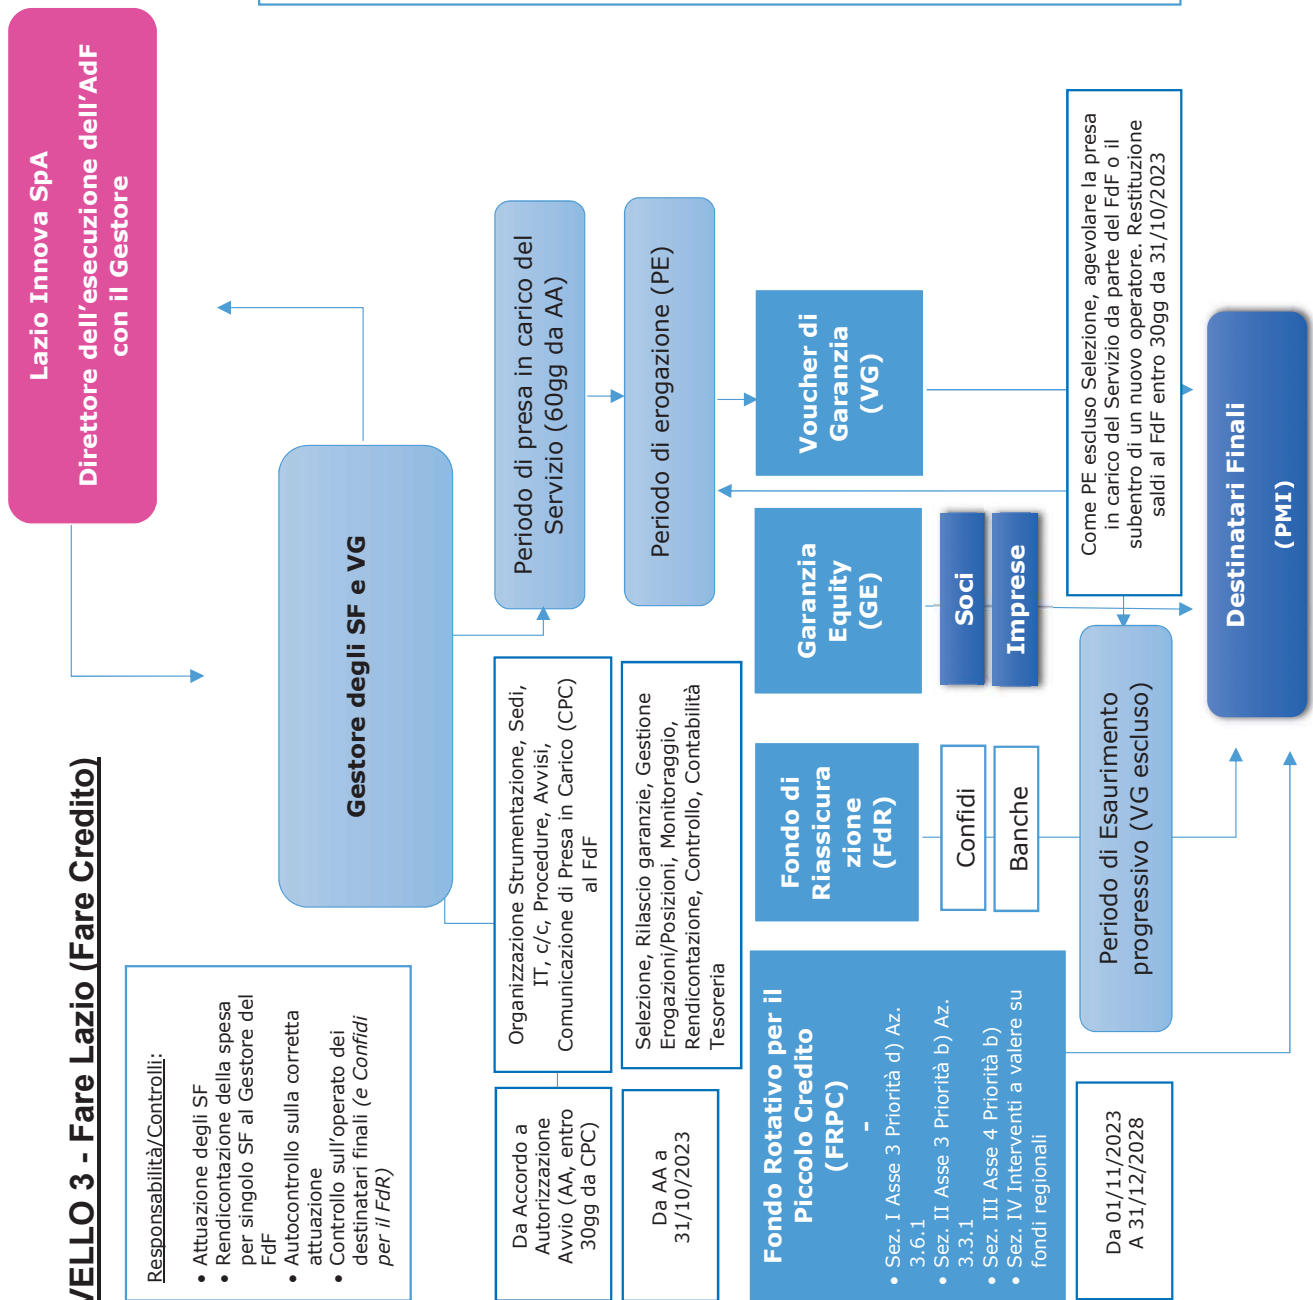 VELLO 3 - Fare Lazio (Fare Credito)
Lazio Innova SpA
Direttore dell'esecuzione dell'AdF
con il Gestore
Responsabilità/Controlli:
• Attuazione degli SF
• Rendicontazione della spesa
per singolo SF al Gestore del
FdF
• Autocontrollo sulla corretta
attuazione
• Controllo sull'operato dei
destinatari finali (e Confidi
per il FdR)
Gestore degli SF e VG
Da Accordo a
Autorizzazione
Avvio (AA, entro
30gg da CPC)
Organizzazione Strumentazione, Sedi,
IT, c/c, Procedure, Avvisi,
Comunicazione di Presa in Carico (CPC)
al FdF
Periodo di presa in carico del
Servizio (60gg da AA)
Da AA a
31/10/2023
Selezione, Rilascio garanzie, Gestione
Erogazioni/Posizioni, Monitoraggio,
Rendicontazione, Controllo, Contabilità
Tesoreria
Periodo di erogazione (PE)
Fondo Rotativo per il
Piccolo Credito
(FRPC)
-
• Sez. I Asse 3 Priorità d) Az.
3.6.1
• Sez. II Asse 3 Priorità b) Az.
3.3.1
• Sez. III Asse 4 Priorità b)
• Sez. IV Interventi a valere su
fondi regionali
Fondo di
Riassicura
zione
(FdR)
Confidi
Banche
Garanzia
Equity
(GE)
Soci
Imprese
Voucher di
Garanzia
(VG)
Da 01/11/2023
A 31/12/2028
Periodo di Esaurimento
progressivo (VG escluso)
Come PE escluso Selezione, agevolare la presa
in carico del Servizio da parte del FdF o il
subentro di un nuovo operatore. Restituzione
saldi al FdF entro 30gg da 31/10/2023
Destinatari Finali
(PMI)